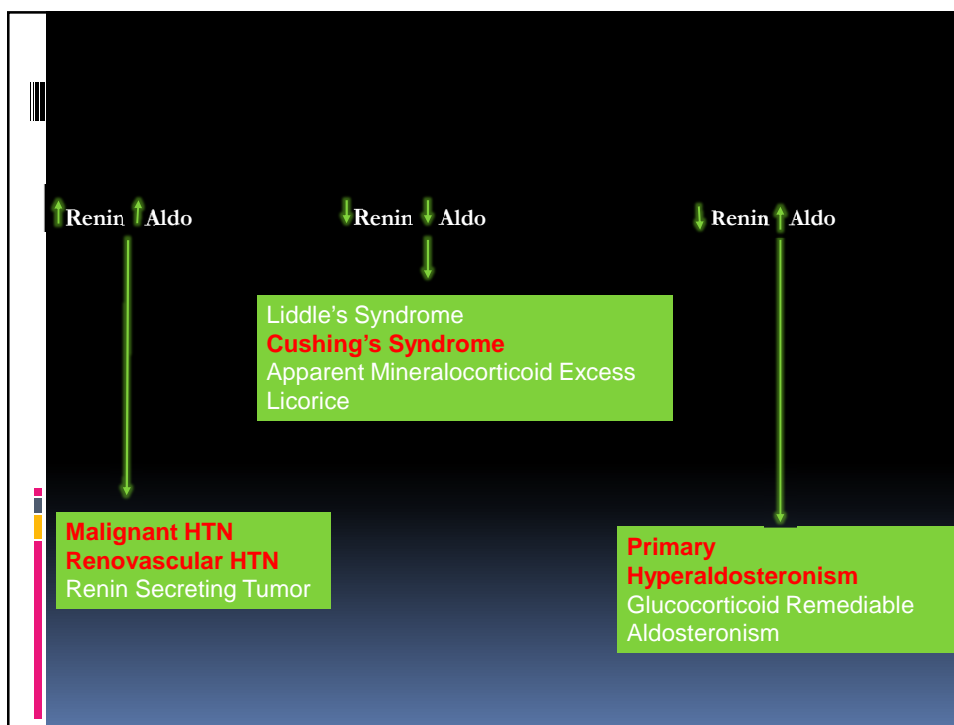 Renin Aldo
Renin Aldo
Renin Aldo
Liddle's Syndrome
Cushing's Syndrome
Apparent Mineralocorticoid Excess
Licorice
Malignant HTN
Renovascular HTN
Renin Secreting Tumor
Primary
Hyperaldosteronism
Glucocorticoid Remediable
Aldosteronism